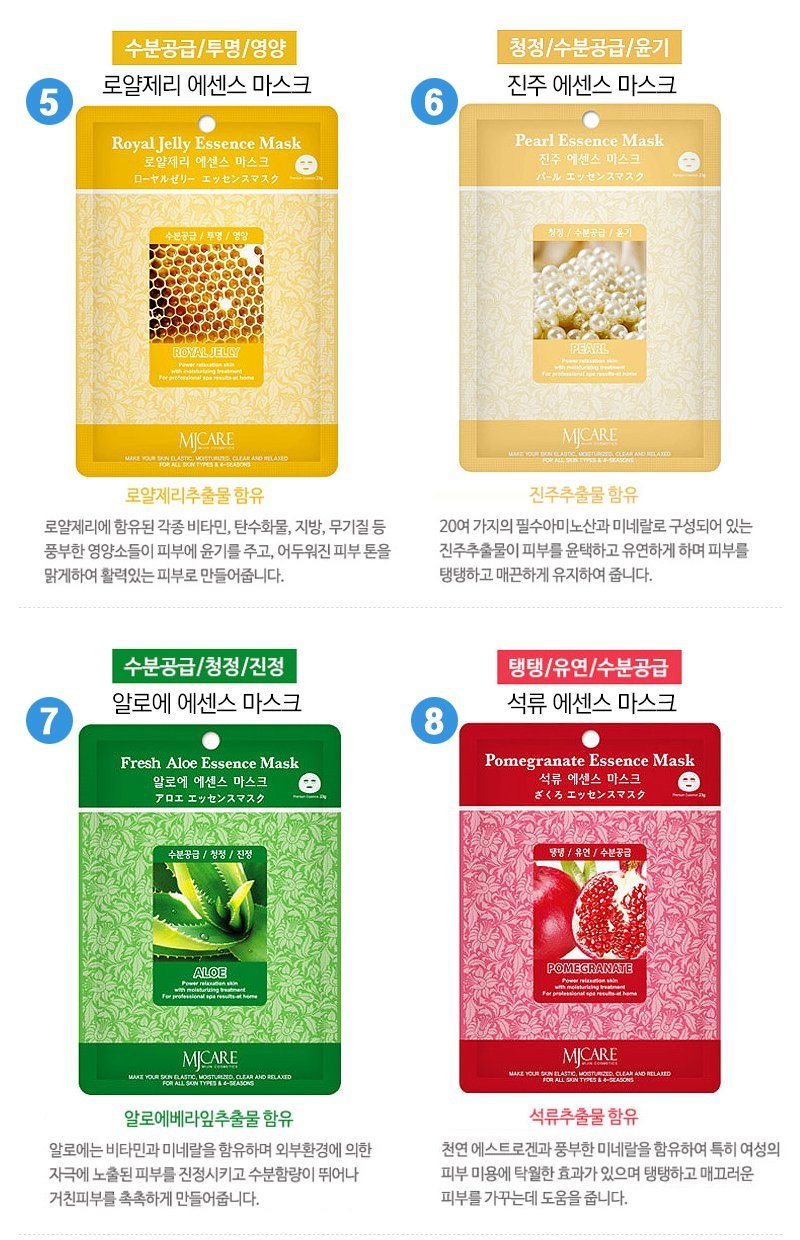 수분공급/투명/영양
5
로얄제리 에센스 마스크
Royal Jelly Essence Mask
로얄제리 에센스 마스크
ローヤルゼリー エッセンスマスク
수분공급 / 투명 / 영양
ROYAL JELLY
Power relaxation skin
with moisturizing treatment
For professional spa results-at home
MJCARE
MIJIN COSMETICS
MAKE YOUR SKIN ELASTIC, MOISTURIZED, CLEAR AND RELAXED
FOR ALL SKIN TYPES & 4-SEASONS
로얄제리추출물 함유
로얄제리에 함유된 각종 비타민, 탄수화물, 지방, 무기질 등
풍부한 영양소들이 피부에 윤기를 주고, 어두워진 피부 톤을
맑게하여 활력있는 피부로 만들어줍니다.
청정/수분공급/윤기
6
진주 에센스 마스크
Pearl Essence Mask
진주 에센스 마스크
パール エッセンスマスク
청정 / 수분공급 / 윤기
PEARL
Power relaxation skin
with moisturizing treatment
For professional spa results-at home
MJCARE
MIJIN COSMETICS
MAKE YOUR SKIN ELASTIC, MOISTURIZED, CLEAR AND RELAXED
FOR ALL SKIN TYPES & 4-SEASONS
진주추출물 함유
20여 가지의 필수아미노산과 미네랄로 구성되어 있는
진주추출물이 피부를 윤택하고 유연하게 하며 피부를
탱탱하고 매끈하게 유지하여 줍니다.
수분공급/청정/진정
7
알로에 에센스 마스크
Fresh Aloe Essence Mask
알로에 에센스 마스크
アロエ エッセンスマスク
Premium Essence 23g
수분공급 / 청정 / 진정
ALOE
Power relaxation skin
with moisturizing treatment
For professional spa results-at home
MJCARE
MIJIN COSMETICS
MAKE YOUR SKIN ELASTIC, MOISTURIZED, CLEAR AND RELAXED
FOR ALL SKIN TYPES & 4-SEASONS
알로에베라잎추출물 함유
알로에는 비타민과 미네랄을 함유하며 외부환경에 의한
자극에 노출된 피부를 진정시키고 수분함량이 뛰어나
거친피부를 촉촉하게 만들어줍니다.
탱탱/유연/수분공급
8
석류 에센스 마스크
Pomegranate Essence Mask
석류 에센스 마스크
ざくろ エッセンスマスク
Premium Essence 23g
탱탱 / 유연 / 수분공급
POMEGRANATE
Power relaxation skin
with moisturizing treatment
For professional spa results-at home
MJCARE
MIJIN COSMETICS
MAKE YOUR SKIN ELASTIC, MOISTURIZED, CLEAR AND RELAXED
FOR ALL SKIN TYPES & 4-SEASONS
석류추출물 함유
천연 에스트로겐과 풍부한 미네랄을 함유하여 특히 여성의
피부 미용에 탁월한 효과가 있으며 탱탱하고 매끄러운
피부를 가꾸는데 도움을 줍니다.